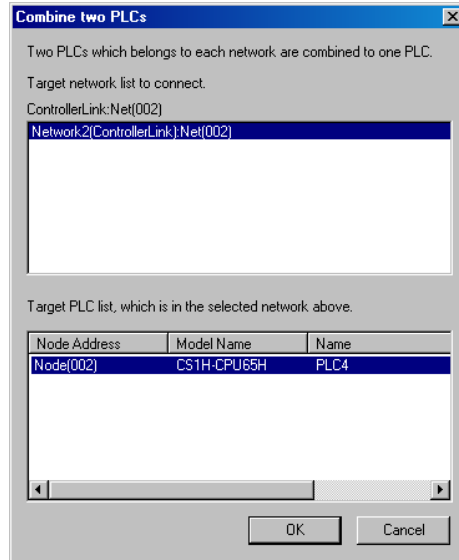 Combine two PLCs
Two PLCs which belongs to each network are combined to one PLC.
Target network list to connect.
ControllerLink:Net(002)
Network2(ControllerLink):Net(002)
Target PLC list, which is in the selected network above.
Node Address Model Name Name
Node(002) CS1H-CPU65H PLC4
OK Cancel